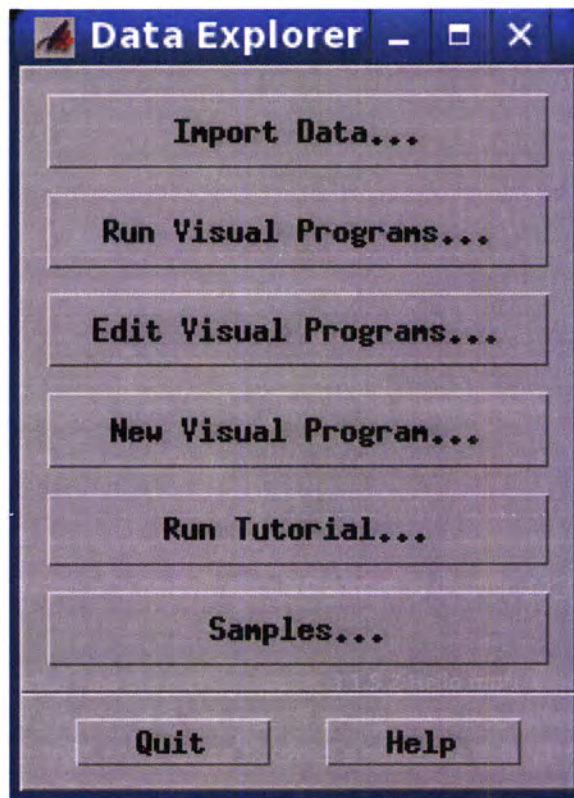 Data Explorer
Import Data...
Run Visual Programs...
Edit Visual Programs...
New Visual Program...
Run Tutorial...
Samples...
Quit Help